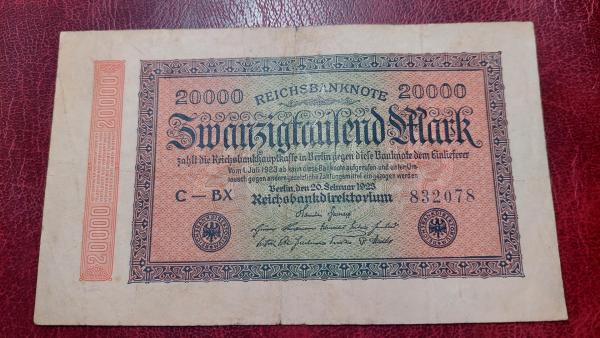 20000 REICHSBANKNOTE 20000
Zwanzigtausend Mark
zahlt die Reichsbankhauptkasse in Berlin gegen diese Banknote dem Einlieferer
Vom 1. Juli 1923 ab kann diese Banknote aufgerufen und unter Um-
tausch gegen andere gesetzliche Zahlungsmittel eingezogen werden
Berlin, den 20. Februar 1923
C — BX Reichsbankdirektorium 832078
20000 20000